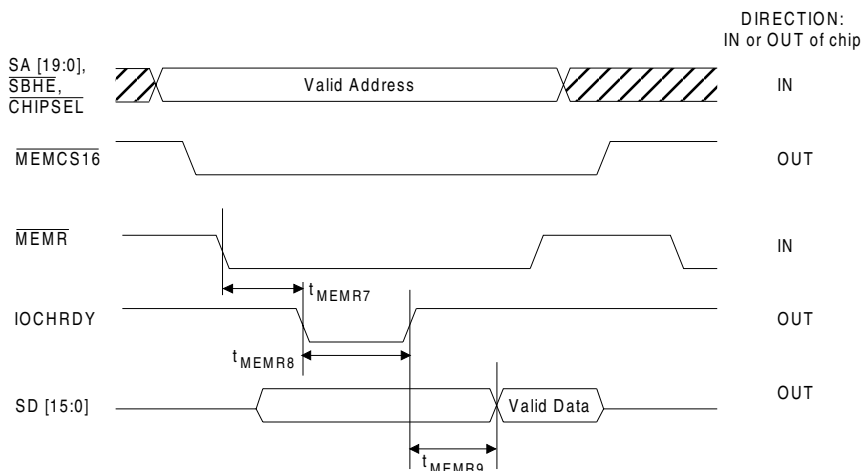 DIRECTION:
IN or OUT of chip
SA [19:0],
SBHE,
CHIPSEL
Valid Address
IN
MEMCS16
OUT
MEMR
IN
tMEMR7
IOCHRDY
OUT
tMEMR8
OUT
SD [15:0]
Valid Data
tMEMR9